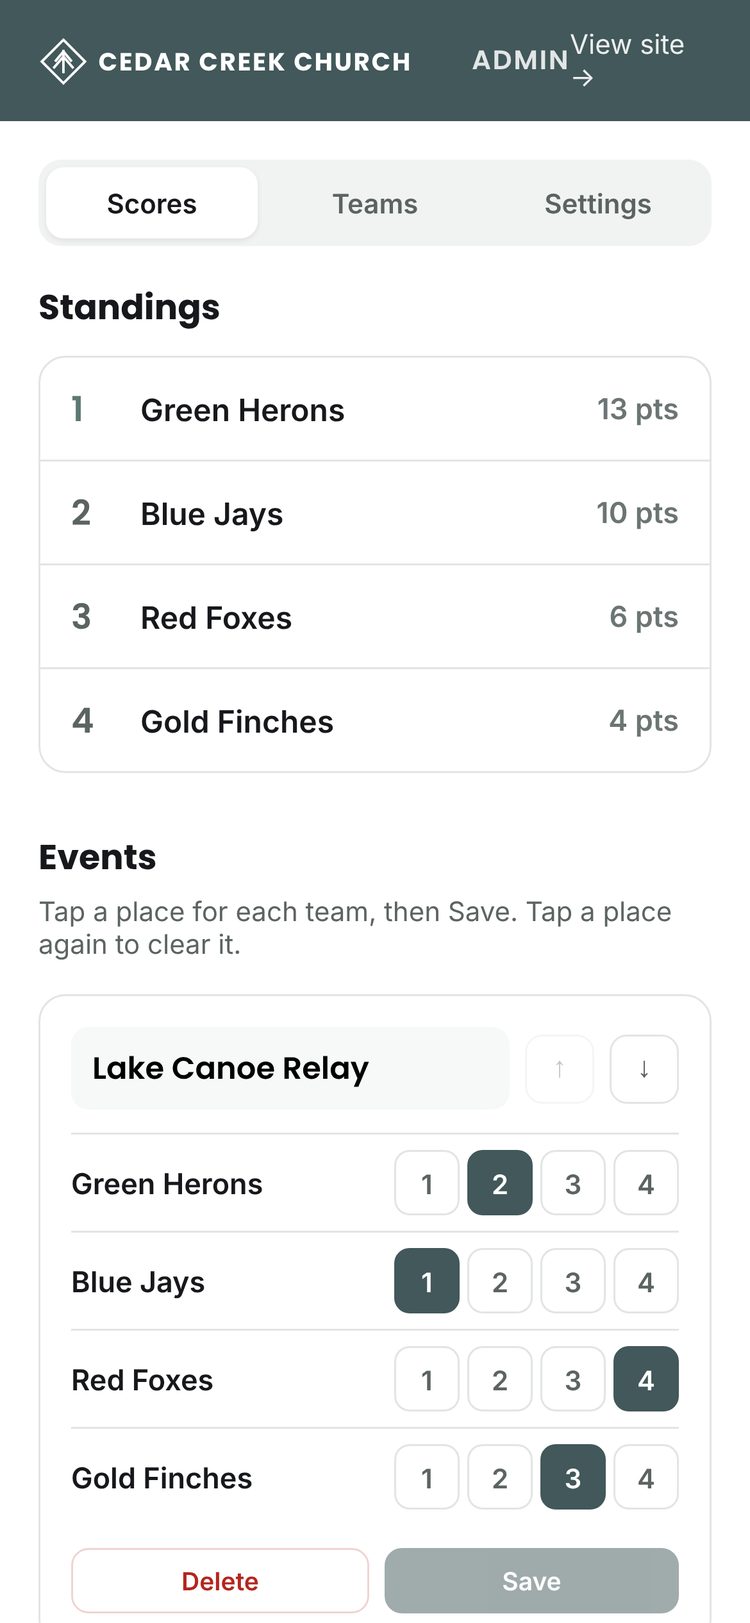 CEDAR CREEK CHURCH
ADMIN
View site
→
Scores Teams Settings
Standings
1 Green Herons 13 pts
2 Blue Jays 10 pts
3 Red Foxes 6 pts
4 Gold Finches 4 pts
Events
Tap a place for each team, then Save. Tap a place
again to clear it.
Lake Canoe Relay ↑ ↓
Green Herons 1 2 3 4
Blue Jays 1 2 3 4
Red Foxes 1 2 3 4
Gold Finches 1 2 3 4
Delete Save